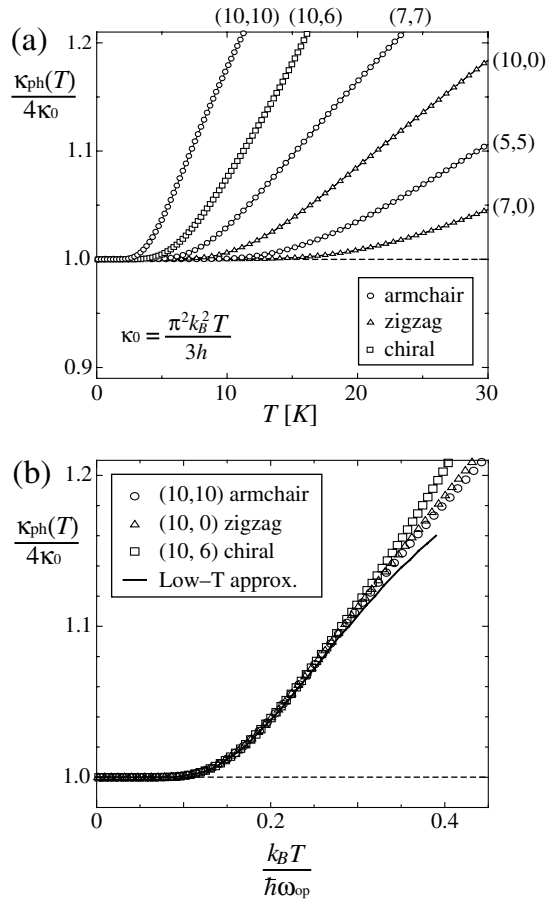 (a)
(10,10) (10,6) (7,7)
(10,0)
(5,5)
(7,0)
κph(T)
4κ0
1.2
1.1
1.0
0.9
κ0 = π²kB²T
3h
armchair
zigzag
chiral
0 10 20 30
T [K]
(b)
κph(T)
4κ0
1.2
1.1
1.0
(10,10) armchair
(10, 0) zigzag
(10, 6) chiral
Low–T approx.
0 0.2 0.4
kBT
ħωop